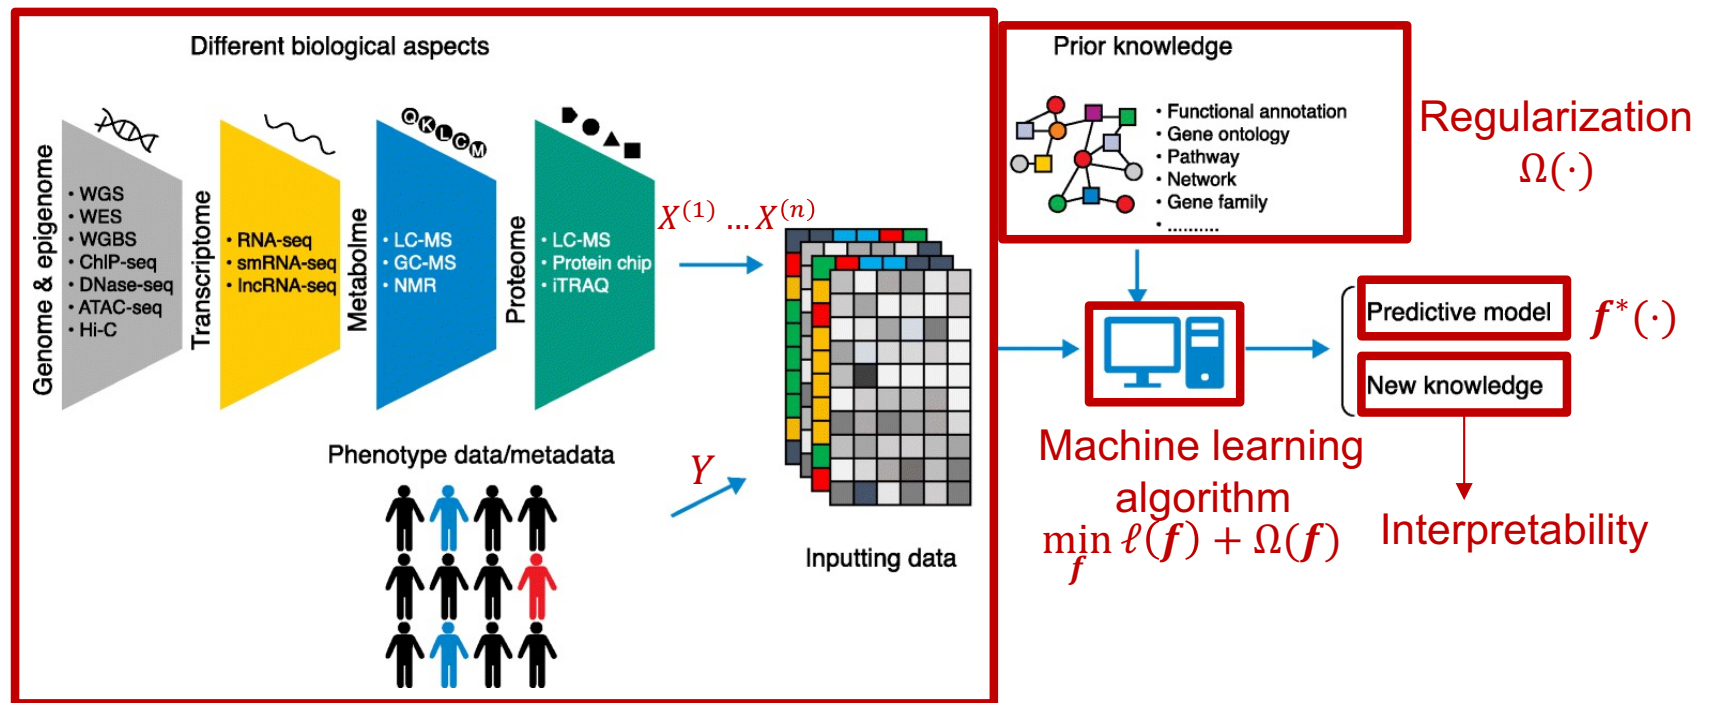 Different biological aspects
Genome & epigenome
• WGS
• WES
• WGBS
• ChIP-seq
• DNase-seq
• ATAC-seq
• Hi-C
Transcriptome
• RNA-seq
• smRNA-seq
• lncRNA-seq
Q K L C M
Metabolme
• LC-MS
• GC-MS
• NMR
Proteome
• LC-MS
• Protein chip
• iTRAQ
X⁽¹⁾ … X⁽ⁿ⁾
Phenotype data/metadata
Y
Inputting data
Prior knowledge
• Functional annotation
• Gene ontology
• Pathway
• Network
• Gene family
• ..........
Regularization
Ω(·)
Machine learning
algorithm
min ℓ(f) + Ω(f)
f
Predictive model
f*(·)
New knowledge
Interpretability